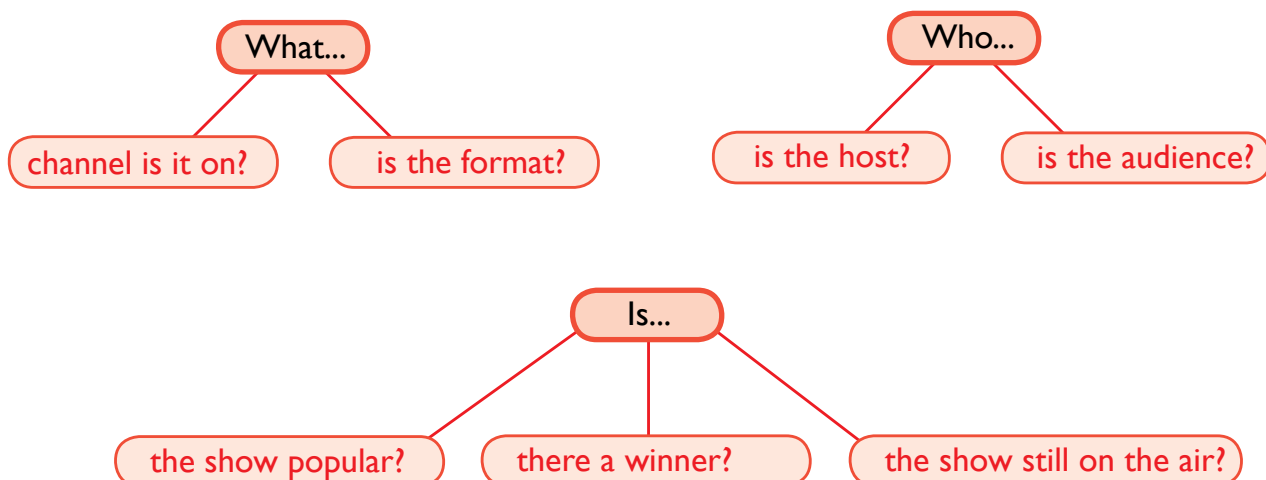 What...
channel is it on?
is the format?
Who...
is the host?
is the audience?
Is...
the show popular?
there a winner?
the show still on the air?